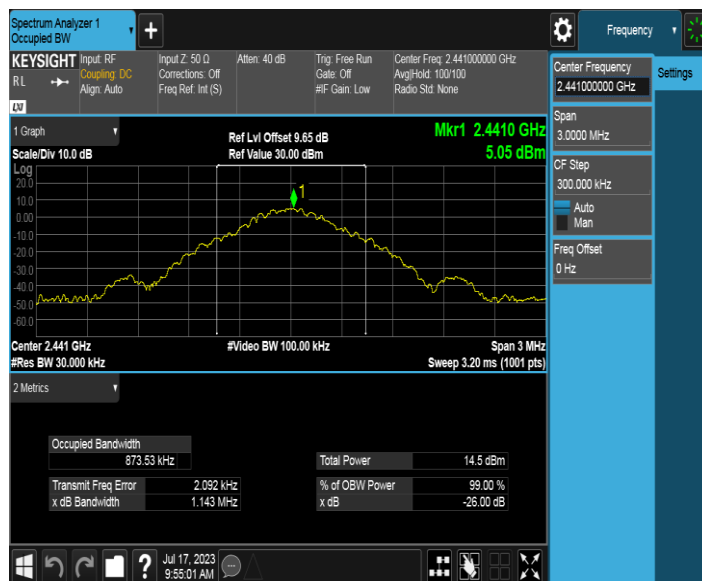 Spectrum Analyzer 1
Occupied BW
+
Frequency
KEYSIGHT
RL
LXI
Input: RF
Coupling: DC
Align: Auto
Input Z: 50 Ω
Corrections: Off
Freq Ref: Int (S)
Atten: 40 dB
Trig: Free Run
Gate: Off
#IF Gain: Low
Center Freq: 2.441000000 GHz
Avg|Hold: 100/100
Radio Std: None
Center Frequency
2.441000000 GHz
Settings
Span
3.0000 MHz
CF Step
300.000 kHz
Auto
Man
Freq Offset
0 Hz
1 Graph
Ref Lvl Offset 9.65 dB
Mkr1 2.4410 GHz
Scale/Div 10.0 dB
Ref Value 30.00 dBm
5.05 dBm
Log
20.0
10.0
0.00
-10.0
-20.0
-30.0
-40.0
-50.0
-60.0
1
Center 2.441 GHz
#Video BW 100.00 kHz
Span 3 MHz
#Res BW 30.000 kHz
Sweep 3.20 ms (1001 pts)
2 Metrics
Occupied Bandwidth
873.53 kHz
Total Power 14.5 dBm
Transmit Freq Error 2.092 kHz
% of OBW Power 99.00 %
x dB Bandwidth 1.143 MHz
x dB -26.00 dB
?
Jul 17, 2023
9:55:01 AM